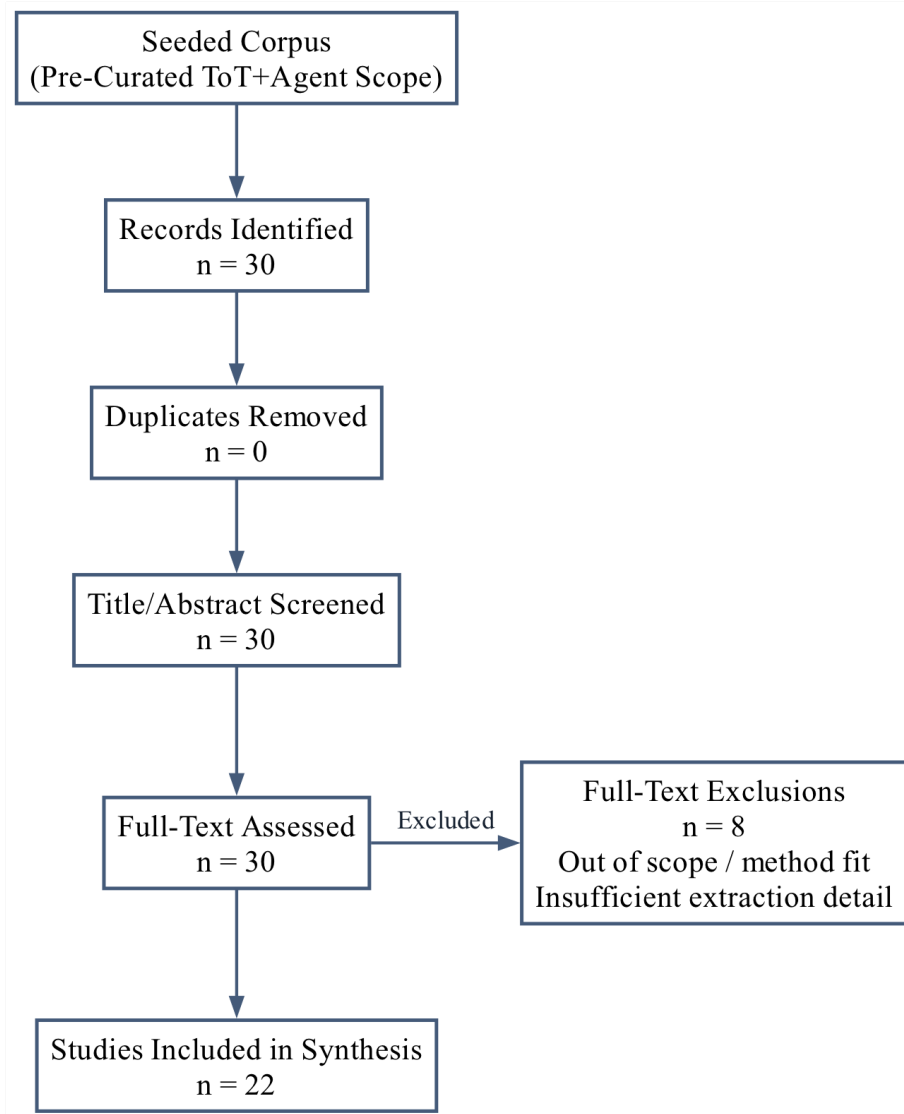 Seeded Corpus
(Pre-Curated ToT+Agent Scope)
Records Identified
n = 30
Duplicates Removed
n = 0
Title/Abstract Screened
n = 30
Full-Text Assessed
n = 30
Excluded
Full-Text Exclusions
n = 8
Out of scope / method fit
Insufficient extraction detail
Studies Included in Synthesis
n = 22